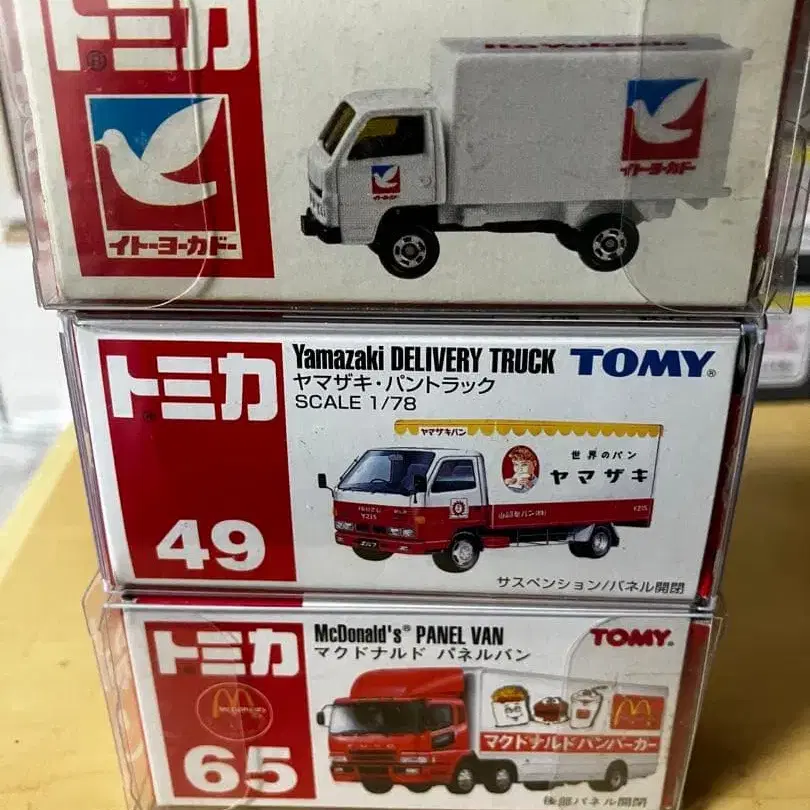 トミカ
®
イトーヨーカドー
Ito Yokado
イトーヨーカドー
トミカ
49
Yamazaki DELIVERY TRUCK
TOMY®
ヤマザキ・パントラック
SCALE 1/78
ヤマザキパン
世界のパン
ヤマザキ
Y215
サスペンション/パネル開閉
トミカ
McDonald's
65
McDonald's® PANEL VAN
TOMY®
マクドナルド パネルバン
マクドナルドハンバーガー
後部パネル開閉